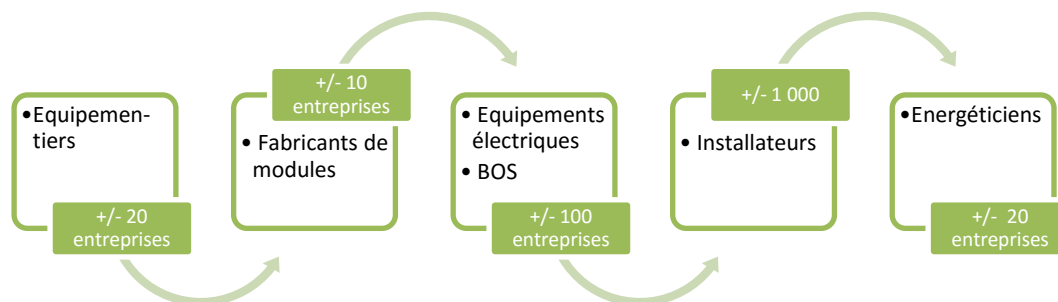 •Equipemen-
tiers
+/- 20
entreprises
+/- 10
entreprises
• Fabricants de
modules
• Equipements
électriques
• BOS
+/- 100
entreprises
+/- 1 000
• Installateurs
•Energéticiens
+/-  20
entreprises